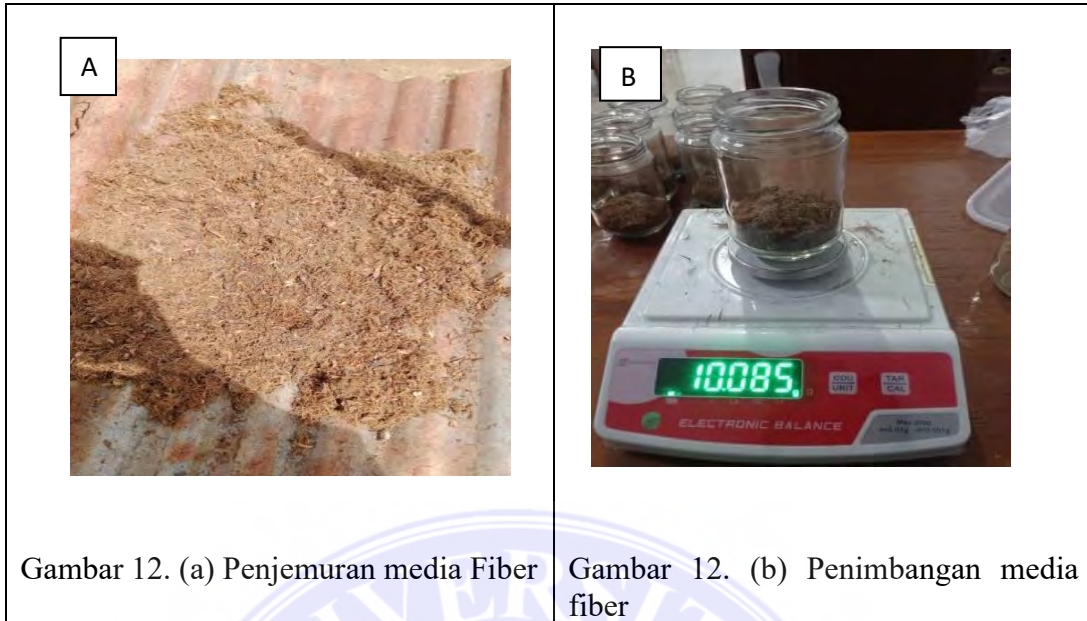 A
B
10.085
COU
UNIT
TAR
CAL
ELECTRONIC BALANCE
Gambar 12. (a) Penjemuran media Fiber
Gambar 12. (b) Penimbangan media
fiber